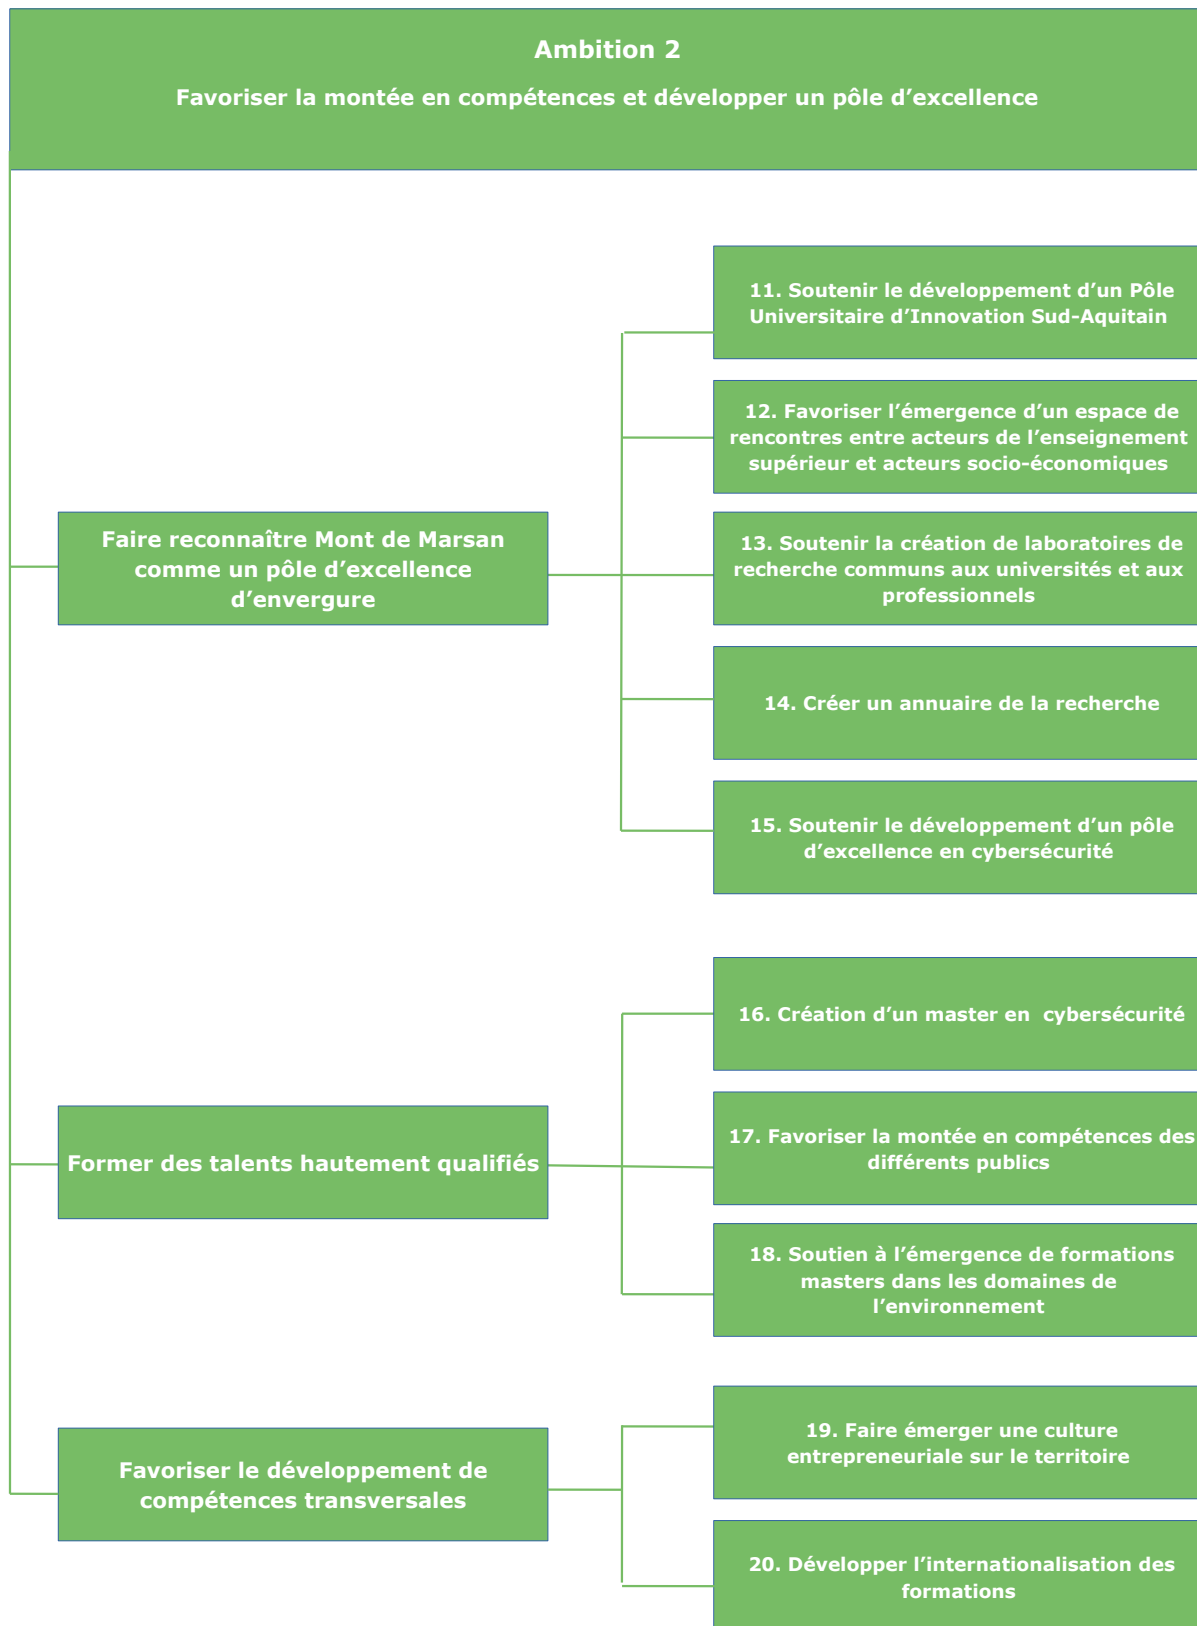 Ambition 2
Favoriser la montée en compétences et développer un pôle d’excellence
Faire reconnaître Mont de Marsan
comme un pôle d’excellence
d’envergure
11. Soutenir le développement d’un Pôle
Universitaire d’Innovation Sud-Aquitain
12. Favoriser l’émergence d’un espace de
rencontres entre acteurs de l’enseignement
supérieur et acteurs socio-économiques
13. Soutenir la création de laboratoires de
recherche communs aux universités et aux
professionnels
14. Créer un annuaire de la recherche
15. Soutenir le développement d’un pôle
d’excellence en cybersécurité
Former des talents hautement qualifiés
16. Création d’un master en  cybersécurité
17. Favoriser la montée en compétences des
différents publics
18. Soutien à l’émergence de formations
masters dans les domaines de
l’environnement
Favoriser le développement de
compétences transversales
19. Faire émerger une culture
entrepreneuriale sur le territoire
20. Développer l’internationalisation des
formations